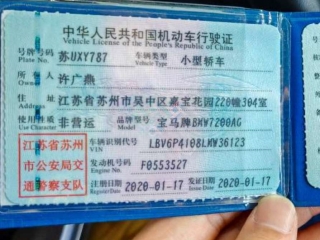 中华人民共和国机动车行驶证
Vehicle License of the People's Republic of China
号牌号码 苏UXY787 车辆类型 小型轿车
Plate No. Vehicle Type
所有人 许广燕
Owner
住址 江苏省苏州市吴中区嘉宝花园220幢304室
Address
使用性质 非营运 品牌型号 宝马牌BMW7200AG
Use Character Model
江苏省苏州市公安局交通警察支队
车辆识别代号 LBV6P4108LMW36123
VIN
发动机号码 F0553527
Engine No.
注册日期 2020-01-17 发证日期 2020-01-17
Register Date Issue Date